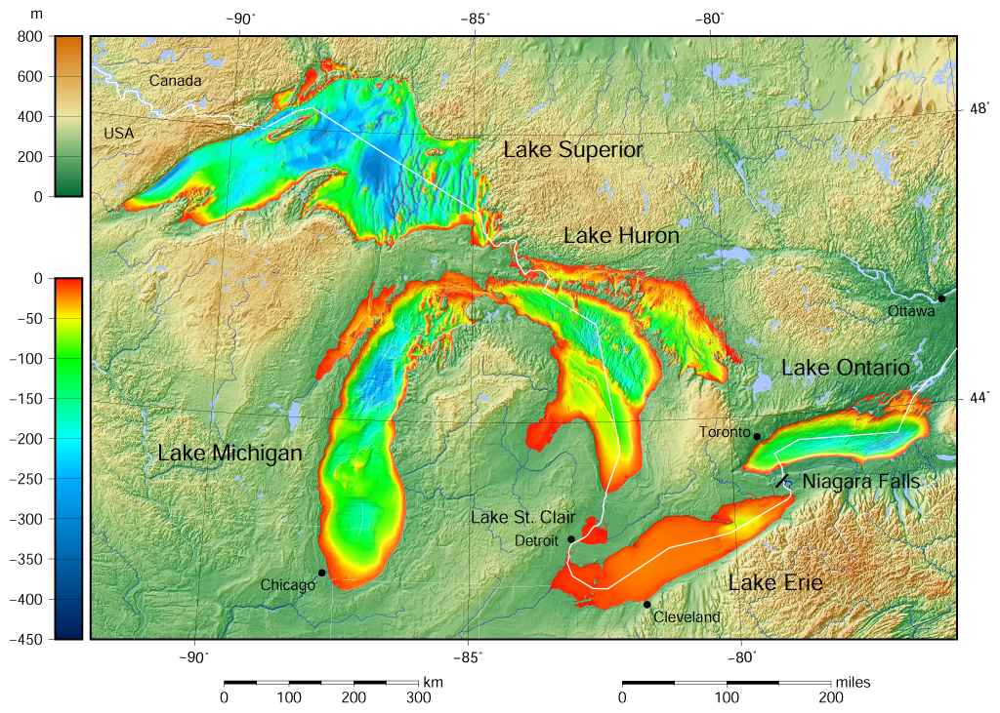 m
−90°
−85°
−80°
800
600
400
200
0
0
−50
−100
−150
−200
−250
−300
−350
−400
−450
Canada
USA
48°
Lake Superior
Lake Huron
Ottawa
Lake Ontario
44°
Toronto
Lake Michigan
Niagara Falls
Lake St. Clair
Detroit
Chicago
Lake Erie
Cleveland
−90°
−85°
−80°
km
0 100 200 300
miles
0 100 200